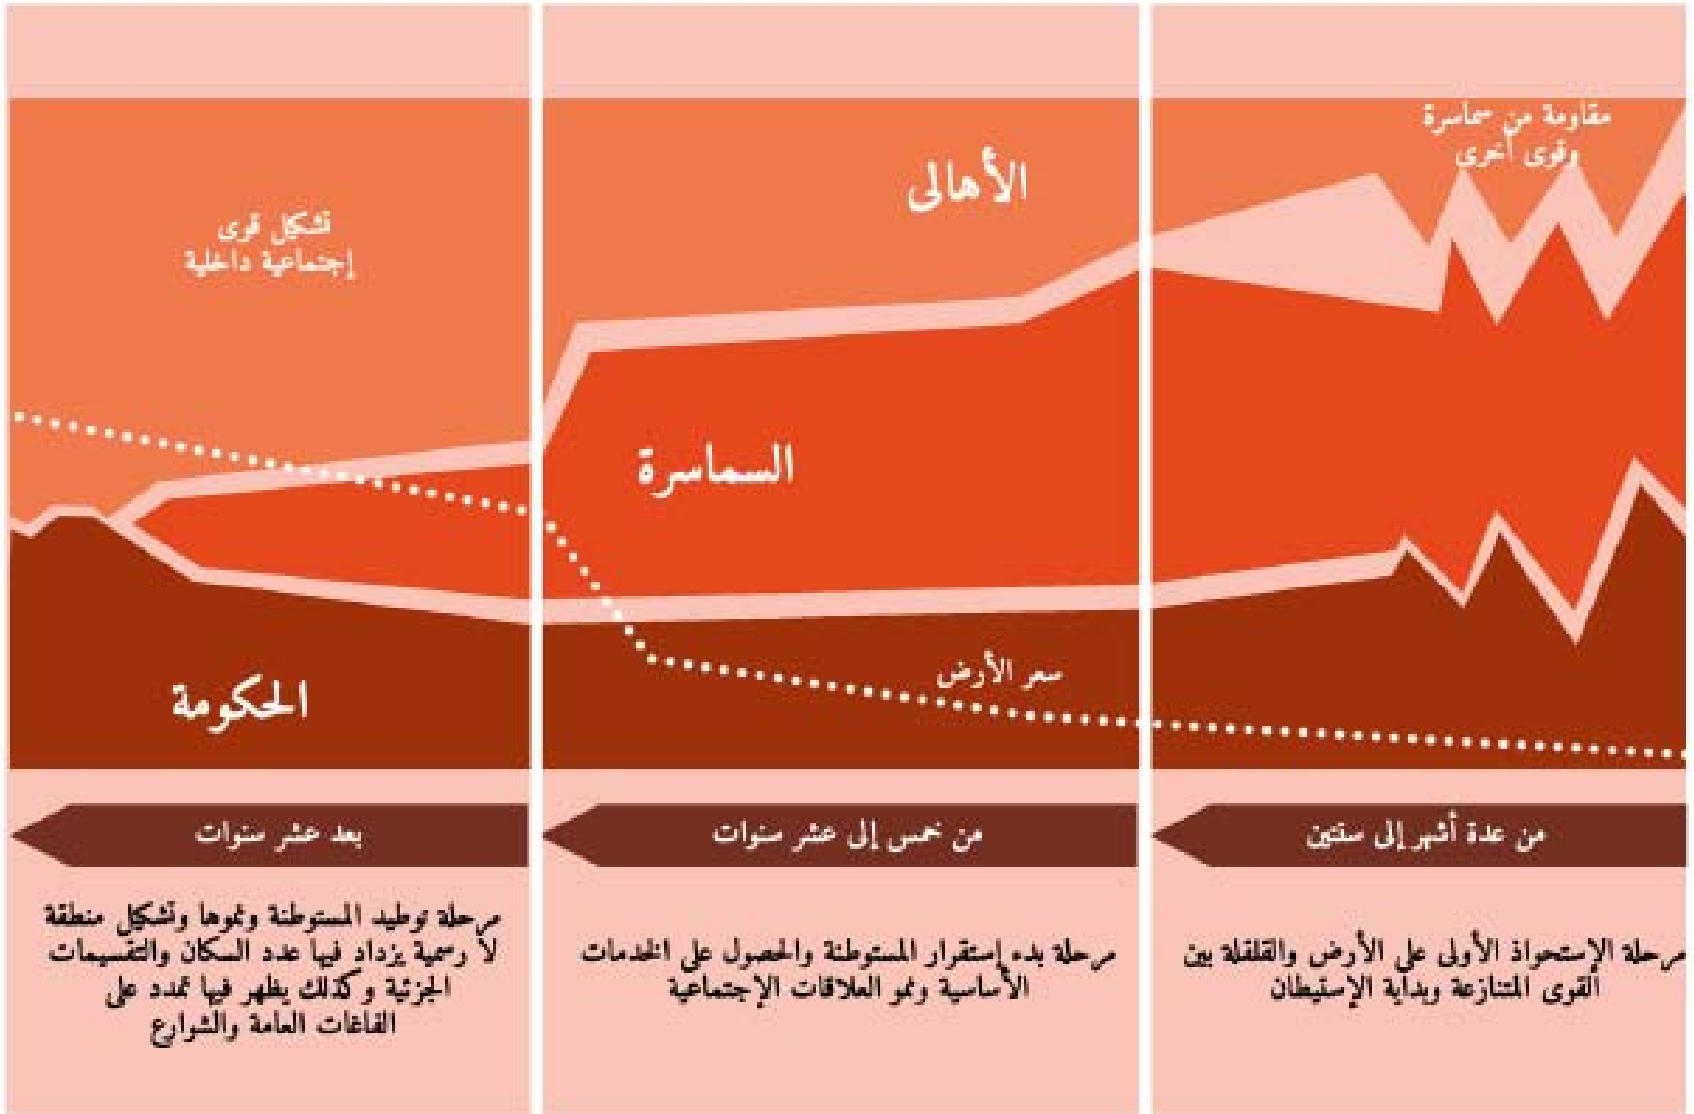 مقاومة من سماسرة
وقوى أخرى
الأهالى
تشكيل قوى
إجتماعية داخلية
السماسرة
سعر الأرض
الحكومة
من عدة أشهر إلى سنتين
من خمس إلى عشر سنوات
بعد عشر سنوات
مرحلة الإستحواذ الأولى على الأرض والقلقلة بين
القوى المتنازعة وبداية الإستيطان
مرحلة بدء إستقرار المستوطنة والحصول على الخدمات
الأساسية ونمو العلاقات الإجتماعية
مرحلة توطيد المستوطنة ونموها وتشكيل منطقة
لا رسمية يزداد فيها عدد السكان والتقسيمات
الجزئية وكذلك يظهر فيها تمدد على
الفاغات العامة والشوارع